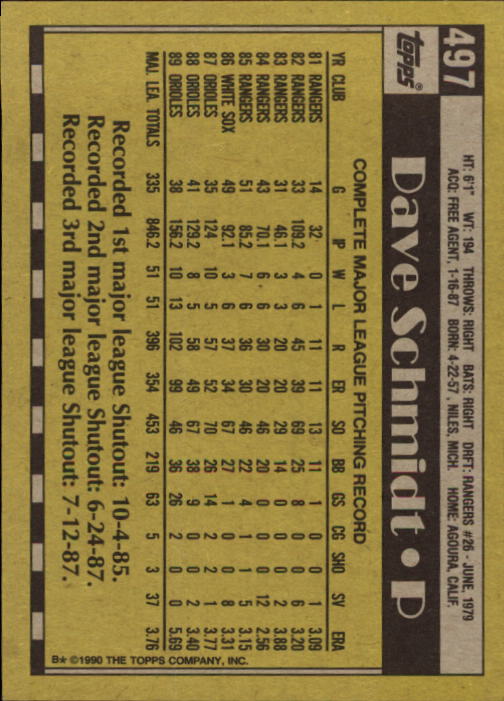 497
topps®
HT: 6'1" WT: 194 THROWS: RIGHT BATS: RIGHT DRFT: RANGERS #26 - JUNE, 1979
ACQ: FREE AGENT, 1-16-87 BORN: 4-22-57, NILES, MICH. HOME: AGOURA, CALIF.
Dave Schmidt • P
COMPLETE MAJOR LEAGUE PITCHING RECORD
YR CLUB G IP W L R ER SO BB GS CG SHO SV ERA
81 RANGERS 14 32 0 1 11 11 13 11 1 0 0 1 3.09
82 RANGERS 33 109.2 4 6 45 39 69 25 8 0 0 6 3.20
83 RANGERS 31 46.1 3 3 20 20 29 14 0 0 0 2 3.88
84 RANGERS 43 70.1 6 6 30 20 46 20 0 0 0 12 2.56
85 RANGERS 51 85.2 7 6 36 30 46 22 4 1 1 5 3.15
86 WHITE SOX 49 92.1 3 6 37 34 67 27 1 0 0 8 3.31
87 ORIOLES 35 124 10 5 57 52 70 26 14 2 2 1 3.77
88 ORIOLES 41 129.2 8 5 58 49 67 38 9 0 0 2 3.40
89 ORIOLES 38 156.2 10 13 102 99 46 36 26 2 0 0 5.69
MAJ. LEA. TOTALS 335 846.2 51 51 396 354 453 219 63 5 3 37 3.76
Recorded 1st major league Shutout: 10-4-85.
Recorded 2nd major league Shutout: 6-24-87.
Recorded 3rd major league Shutout: 7-12-87.
B* ©1990 THE TOPPS COMPANY, INC.